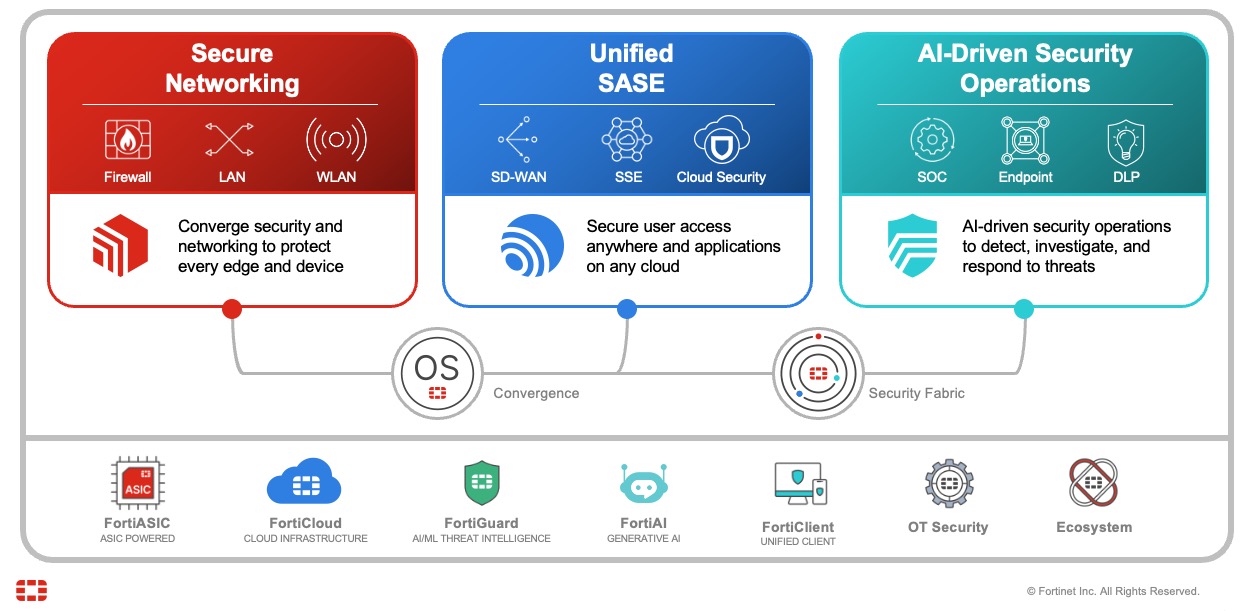 Secure
Networking
Firewall
LAN
WLAN
Converge security and
networking to protect
every edge and device
Unified
SASE
SD-WAN
SSE
Cloud Security
Secure user access
anywhere and applications
on any cloud
AI-Driven Security
Operations
SOC
Endpoint
DLP
AI-driven security operations
to detect, investigate, and
respond to threats
OS
Convergence
Security Fabric
ASIC
FortiASIC
ASIC POWERED
FortiCloud
CLOUD INFRASTRUCTURE
FortiGuard
AI/ML THREAT INTELLIGENCE
FortiAI
GENERATIVE AI
FortiClient
UNIFIED CLIENT
OT Security
Ecosystem
© Fortinet Inc. All Rights Reserved.